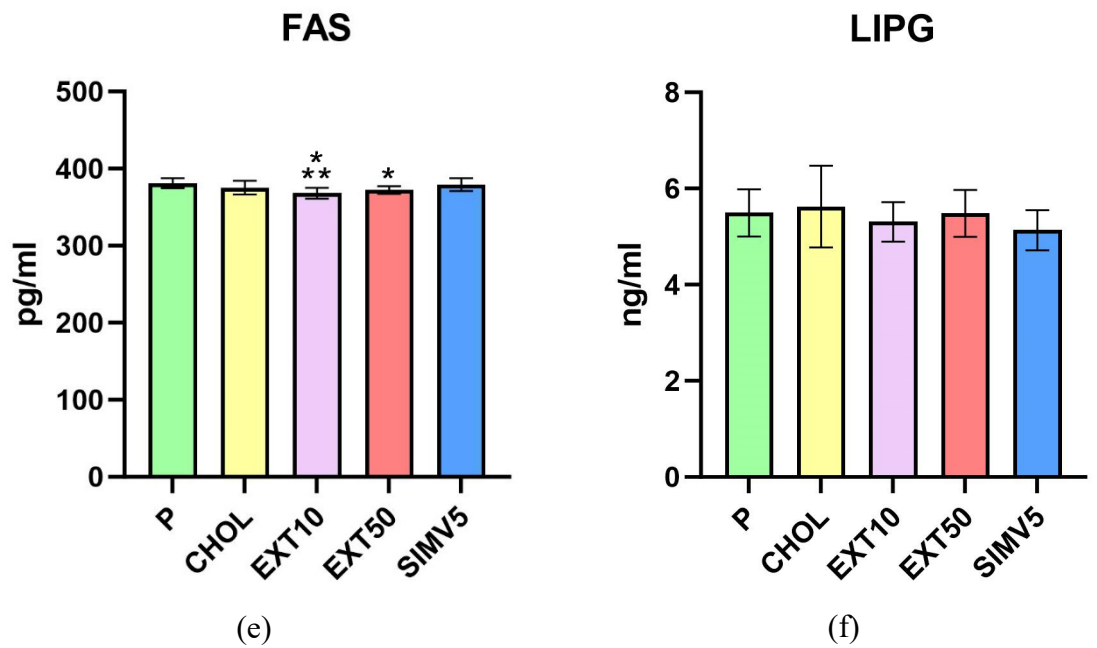 FAS
500
400
300
200
100
0
pg/ml
*
**
*
P
CHOL
EXT10
EXT50
SIMV5
(e)
LIPG
8
6
4
2
0
ng/ml
P
CHOL
EXT10
EXT50
SIMV5
(f)